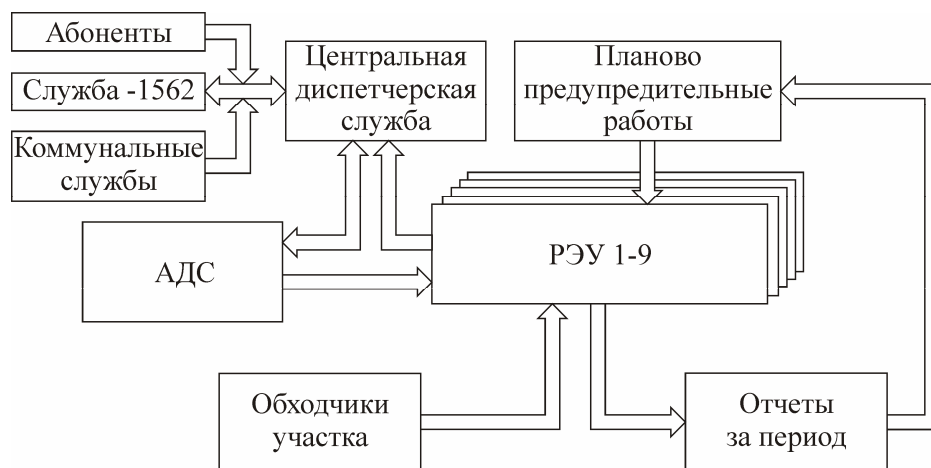 Абоненты
Служба -1562
Коммунальные
службы
Центральная
диспетчерская
служба
Планово
предупредительные
работы
АДС
РЭУ 1-9
Обходчики
участка
Отчеты
за период